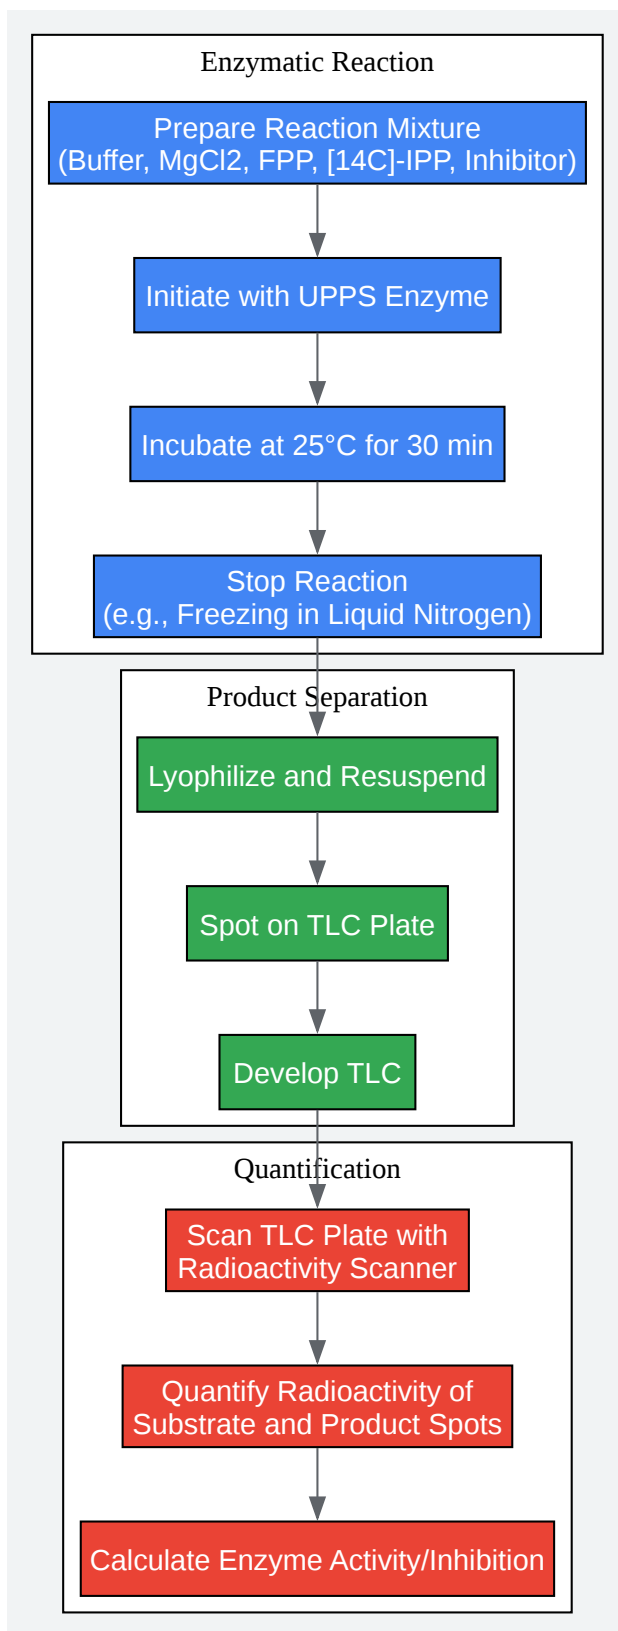 Enzymatic Reaction
Prepare Reaction Mixture
(Buffer, MgCl2, FPP, [14C]-IPP, Inhibitor)
Initiate with UPPS Enzyme
Incubate at 25°C for 30 min
Stop Reaction
(e.g., Freezing in Liquid Nitrogen)
Product Separation
Lyophilize and Resuspend
Spot on TLC Plate
Develop TLC
Quantification
Scan TLC Plate with
Radioactivity Scanner
Quantify Radioactivity of
Substrate and Product Spots
Calculate Enzyme Activity/Inhibition